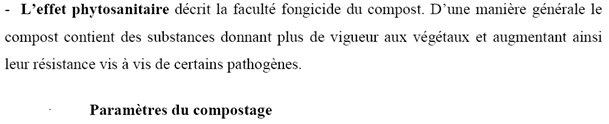 - L'effet phytosanitaire décrit la faculté fongicide du compost. D'une manière générale le
compost contient des substances donnant plus de vigueur aux végétaux et augmentant ainsi
leur résistance vis à vis de certains pathogènes.
· Paramètres du compostage